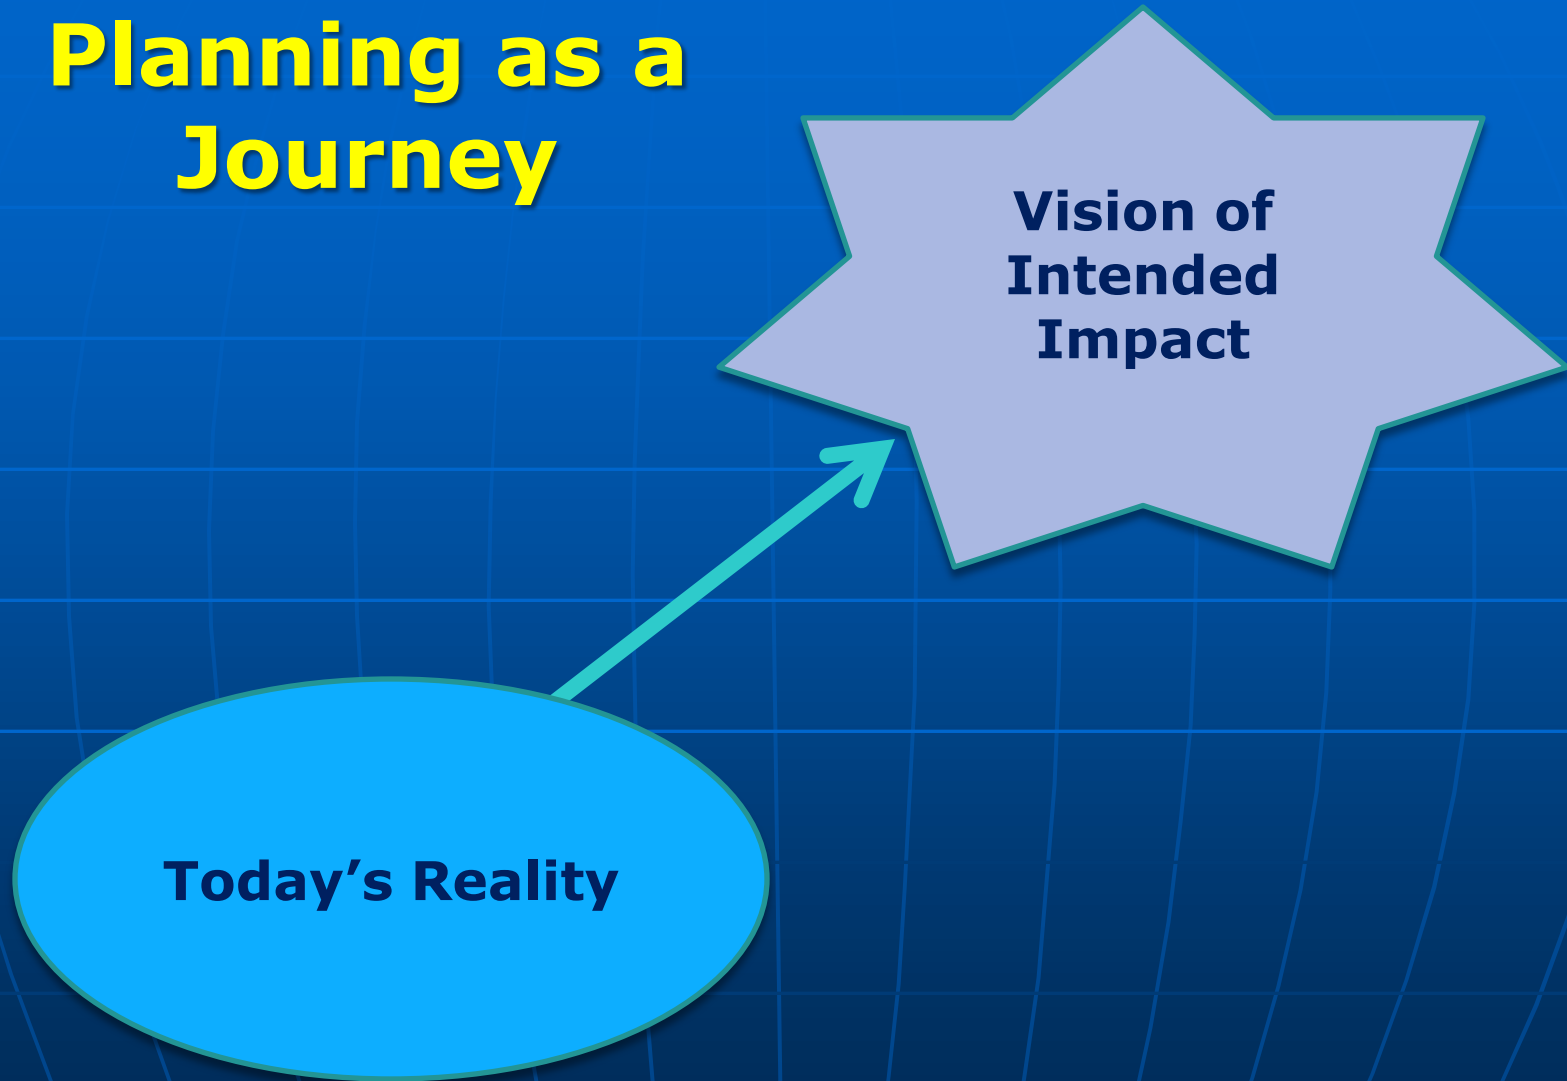 Planning as a
Journey
Vision of
Intended
Impact
Today’s Reality